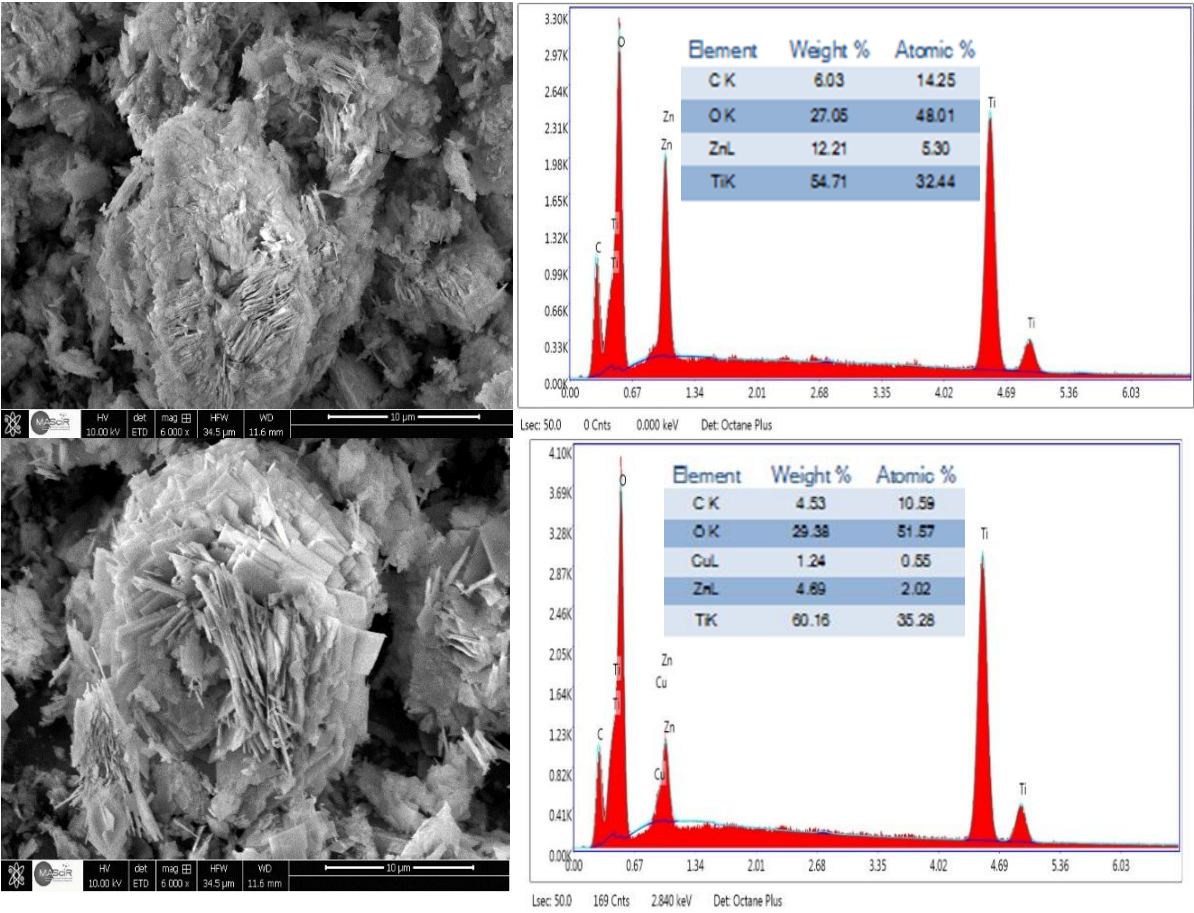 HV det mag HFW WD
10.00 kV ETD 6 000 x 34.5 µm 11.6 mm
10 µm
MAScIR
3.30K
2.97K
2.64K
2.31K
1.98K
1.65K
1.32K
0.99K
0.66K
0.33K
0.00K
0.00 0.67 1.34 2.01 2.68 3.35 4.02 4.69 5.36 6.03
C
O
Ti
Ti
Zn
Zn
Ti
Ti
Element Weight % Atomic %
C K 6.03 14.25
O K 27.05 48.01
ZnL 12.21 5.30
TiK 54.71 32.44
Lsec: 50.0 0 Cnts 0.000 keV Det: Octane Plus
HV det mag HFW WD
10.00 kV ETD 6 000 x 34.5 µm 11.6 mm
10 µm
MAScIR
4.10K
3.69K
3.28K
2.87K
2.46K
2.05K
1.64K
1.23K
0.82K
0.41K
0.00K
0.00 0.67 1.34 2.01 2.68 3.35 4.02 4.69 5.36 6.03
C
O
Ti
Ti
Zn
Cu
Zn
Cu
Ti
Ti
Element Weight % Atomic %
C K 4.53 10.59
O K 29.38 51.57
CuL 1.24 0.55
ZnL 4.69 2.02
TiK 60.16 35.28
Lsec: 50.0 169 Cnts 2.840 keV Det: Octane Plus